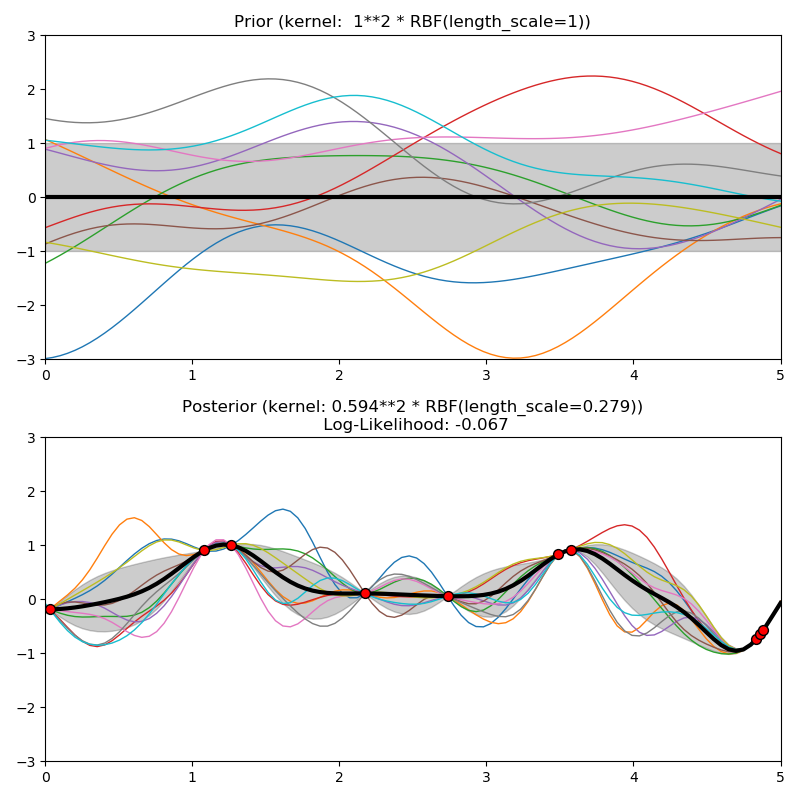 Prior (kernel:  1**2 * RBF(length_scale=1))
3
2
1
0
−1
−2
−3
0 1 2 3 4 5
Posterior (kernel: 0.594**2 * RBF(length_scale=0.279))
Log-Likelihood: -0.067
3
2
1
0
−1
−2
−3
0 1 2 3 4 5